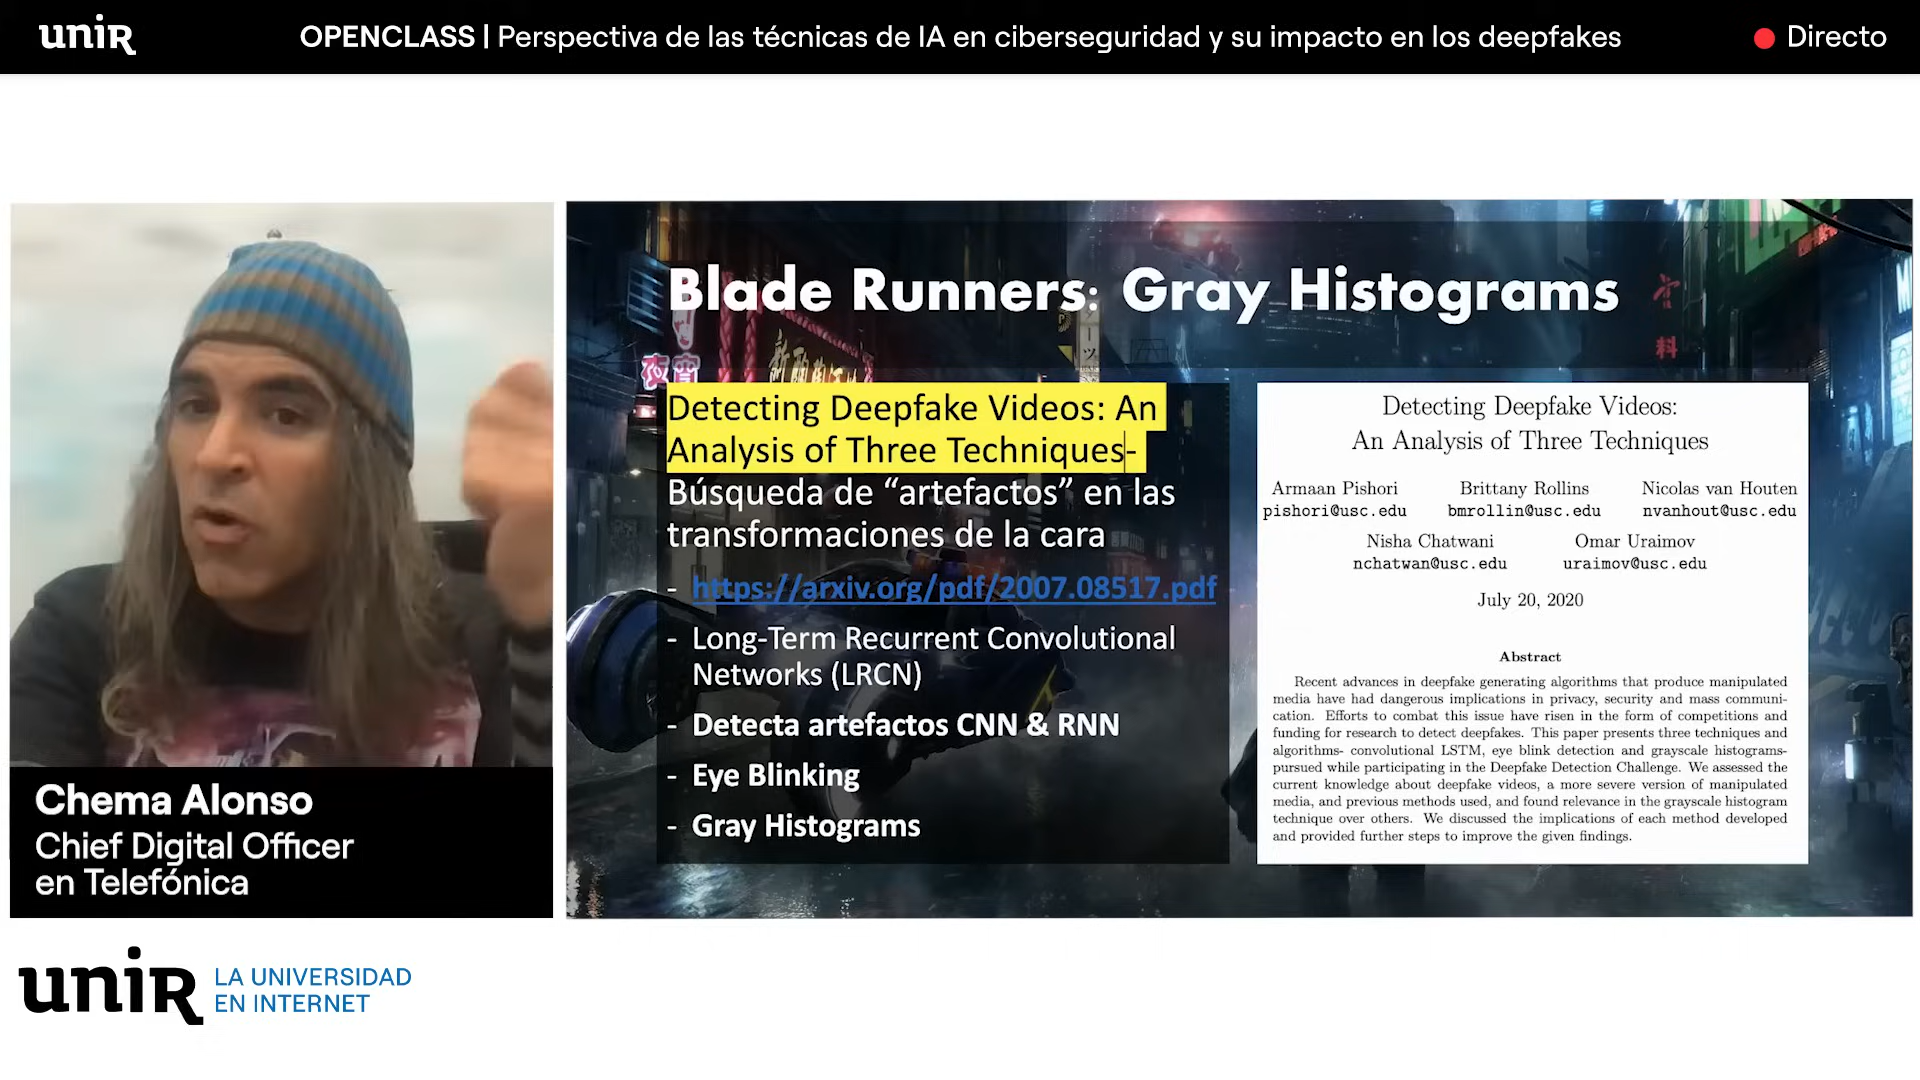 unir
OPENCLASS | Perspectiva de las técnicas de IA en ciberseguridad y su impacto en los deepfakes
Directo
Blade Runners: Gray Histograms
Detecting Deepfake Videos: An
Analysis of Three Techniques-
Búsqueda de “artefactos” en las
transformaciones de la cara
- https://arxiv.org/pdf/2007.08517.pdf
- Long-Term Recurrent Convolutional
Networks (LRCN)
- Detecta artefactos CNN & RNN
- Eye Blinking
- Gray Histograms
Detecting Deepfake Videos:
An Analysis of Three Techniques
Armaan Pishori Brittany Rollins Nicolas van Houten
pishori@usc.edu bmrollin@usc.edu nvanhout@usc.edu
Nisha Chatwani Omar Uraimov
nchatwan@usc.edu uraimov@usc.edu
July 20, 2020
Abstract
Recent advances in deepfake generating algorithms that produce manipulated
media have had dangerous implications in privacy, security and mass communi-
cation. Efforts to combat this issue have risen in the form of competitions and
funding for research to detect deepfakes. This paper presents three techniques and
algorithms- convolutional LSTM, eye blink detection and grayscale histograms-
pursued while participating in the Deepfake Detection Challenge. We assessed the
current knowledge about deepfake videos, a more severe version of manipulated
media, and previous methods used, and found relevance in the grayscale histogram
technique over others. We discussed the implications of each method developed
and provided further steps to improve the given findings.
Chema Alonso
Chief Digital Officer
en Telefónica
unir
LA UNIVERSIDAD
EN INTERNET